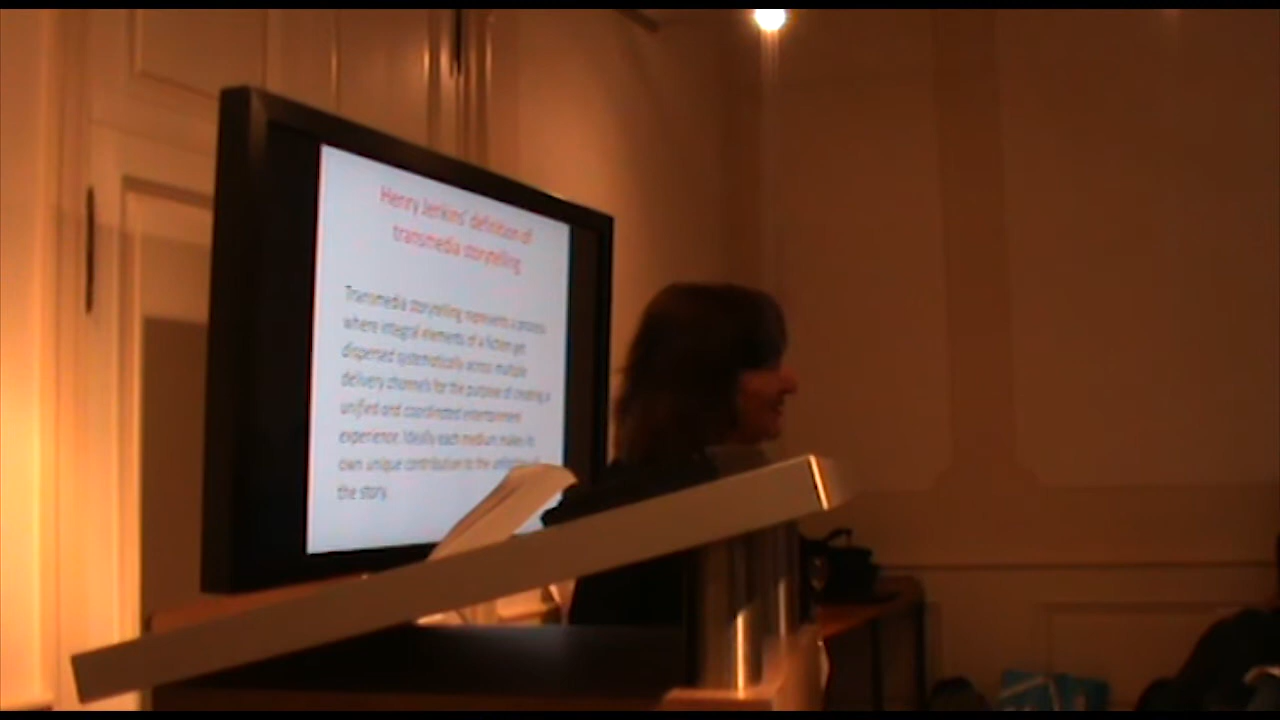 Henry Jenkins' definition of
transmedia storytelling
Transmedia storytelling represents a process
where integral elements of a fiction get
dispersed systematically across multiple
delivery channels for the purpose of creating a
unified and coordinated entertainment
experience. Ideally each medium makes its
own unique contribution to the
the story